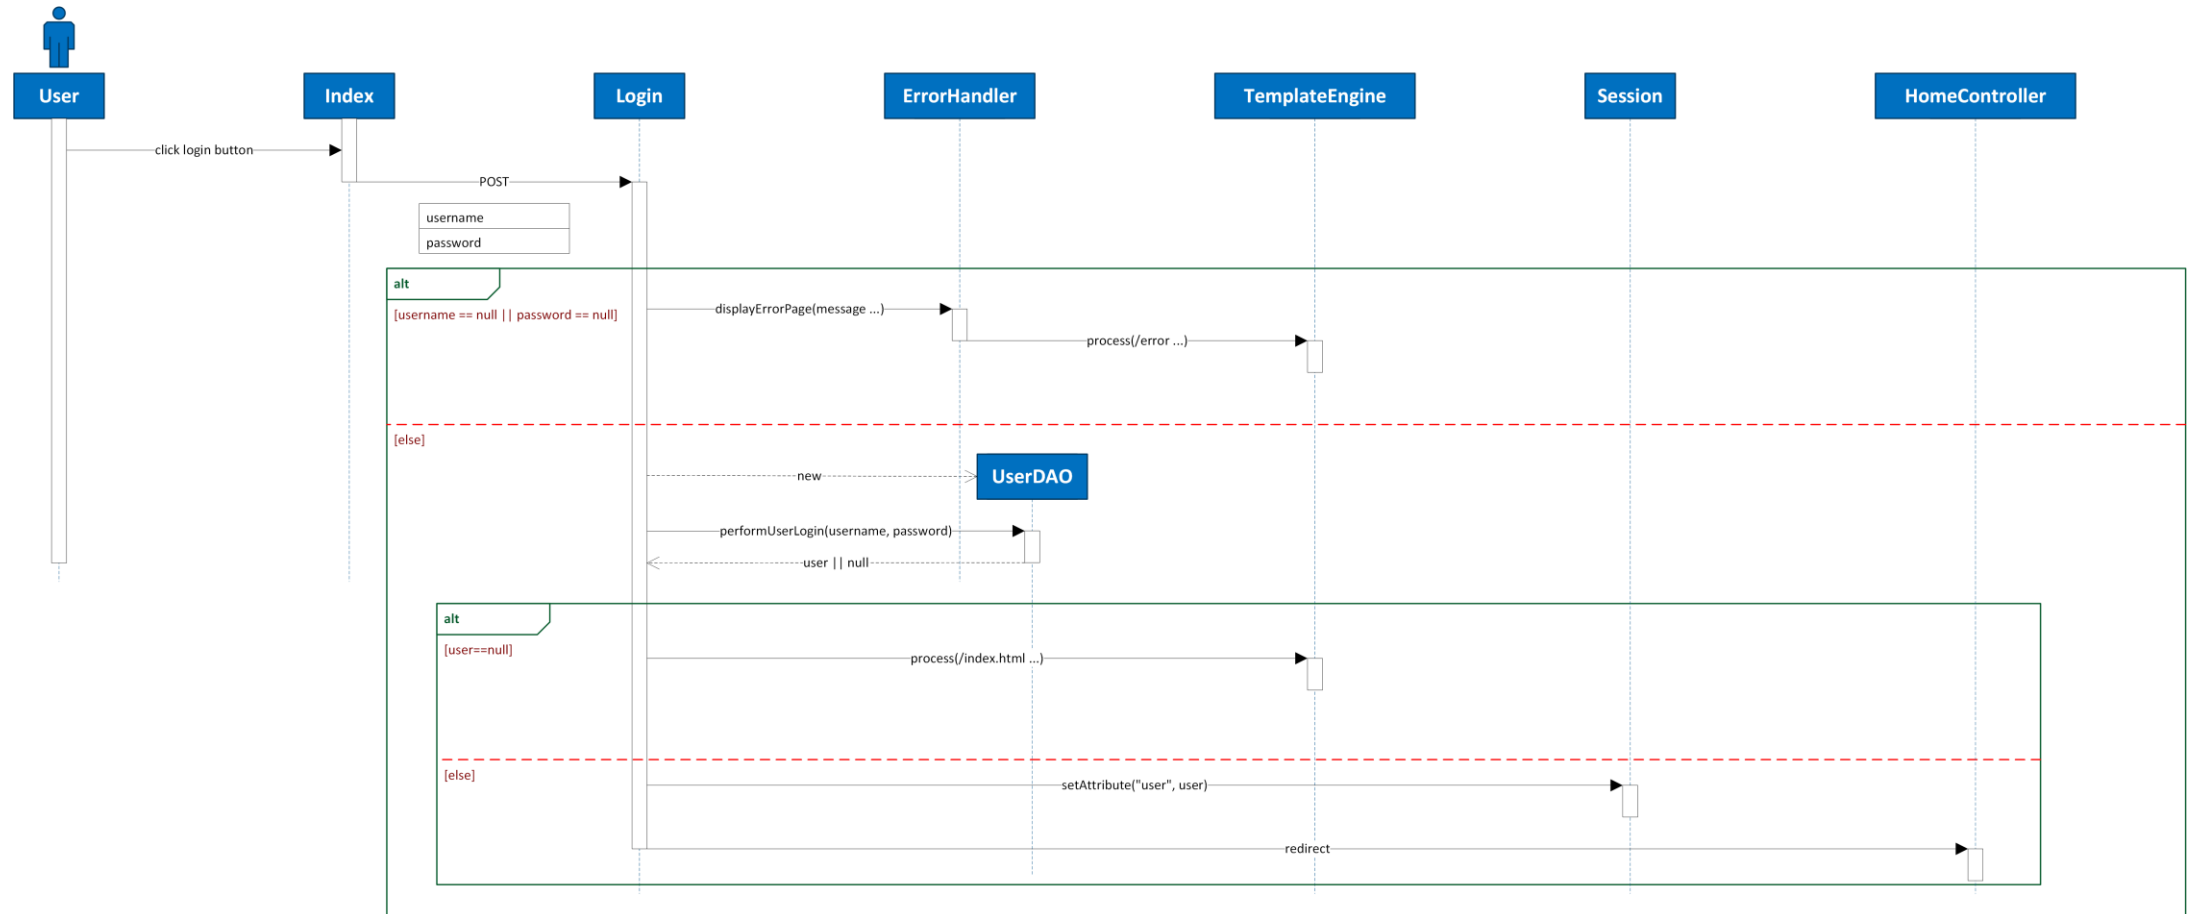 User
Index
Login
ErrorHandler
TemplateEngine
Session
HomeController
click login button
POST
username
password
alt
[username == null || password == null]
displayErrorPage(message ...)
process(/error ...)
[else]
new
UserDAO
performUserLogin(username, password)
user || null
alt
[user==null]
process(/index.html ...)
[else]
setAttribute("user", user)
redirect